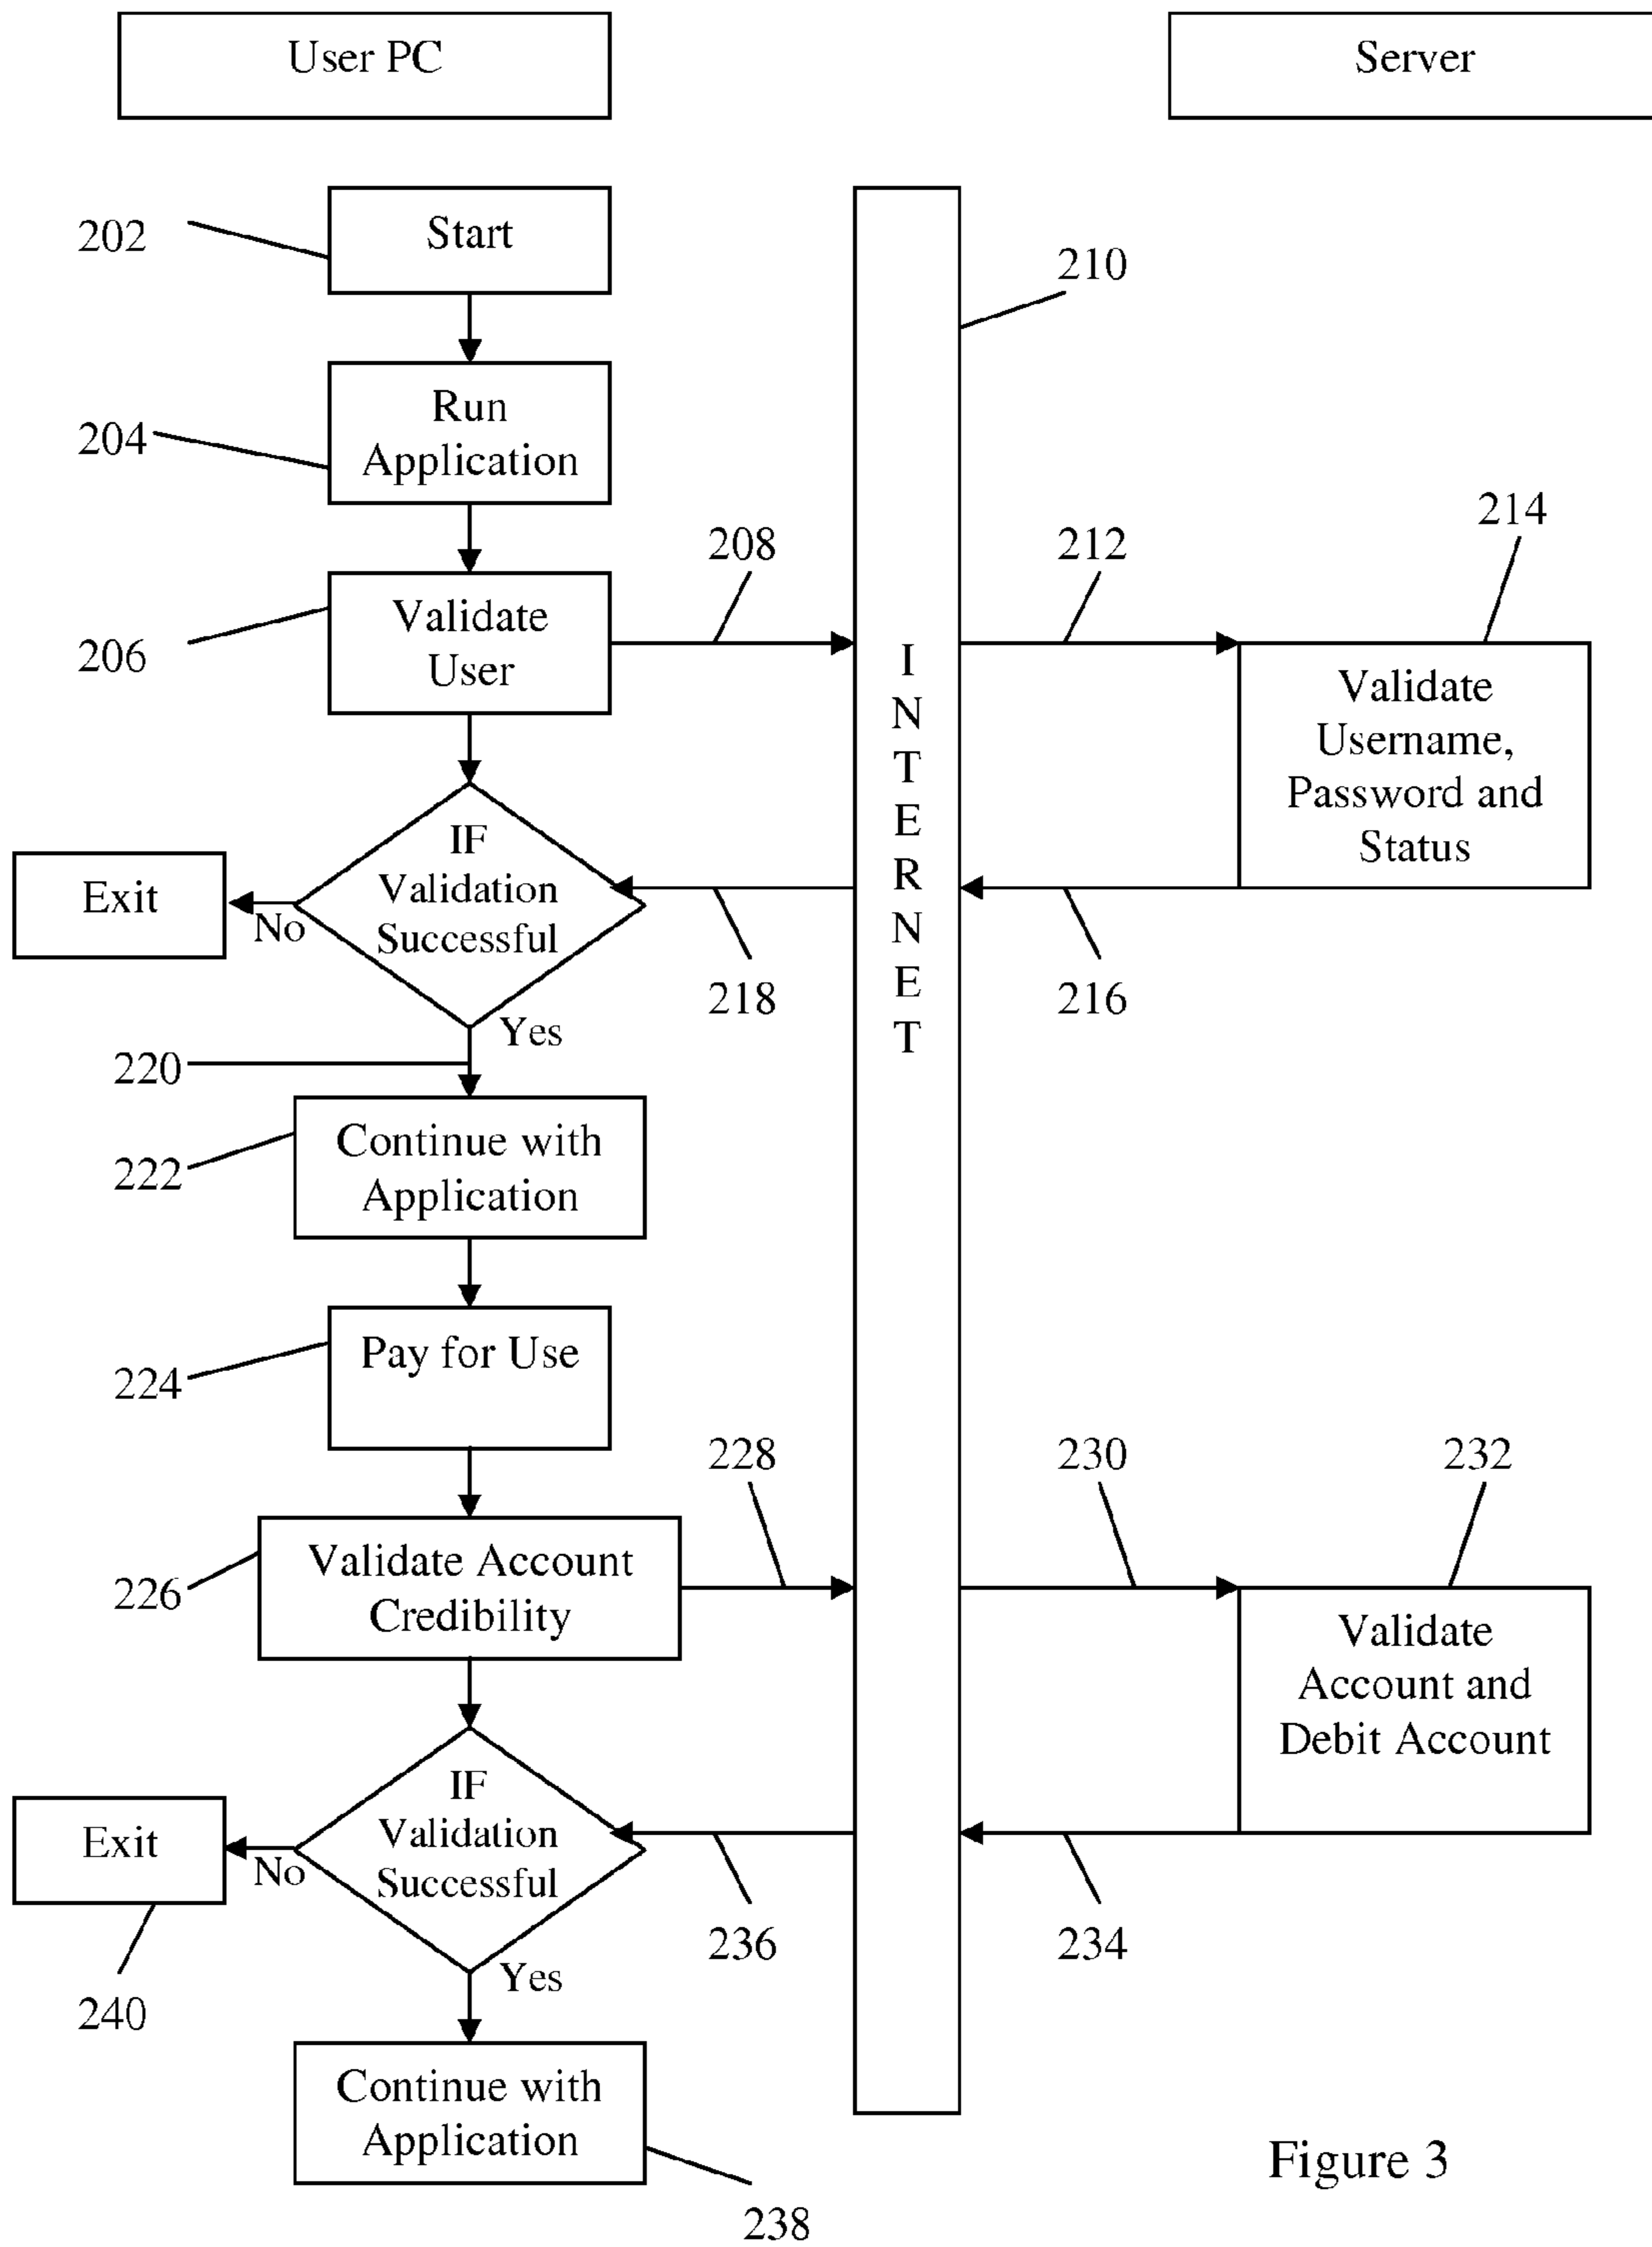 User PC
Server
202
Start
210
204
Run
Application
208
212
214
206
Validate
User
I
N
T
E
R
N
E
T
Validate
Username,
Password and
Status
IF
Validation
Successful
Exit
No
218
216
Yes
220
222
Continue with
Application
224
Pay for Use
228
230
232
226
Validate Account
Credibility
Validate
Account and
Debit Account
IF
Validation
Successful
Exit
No
236
234
Yes
240
Continue with
Application
238
Figure 3